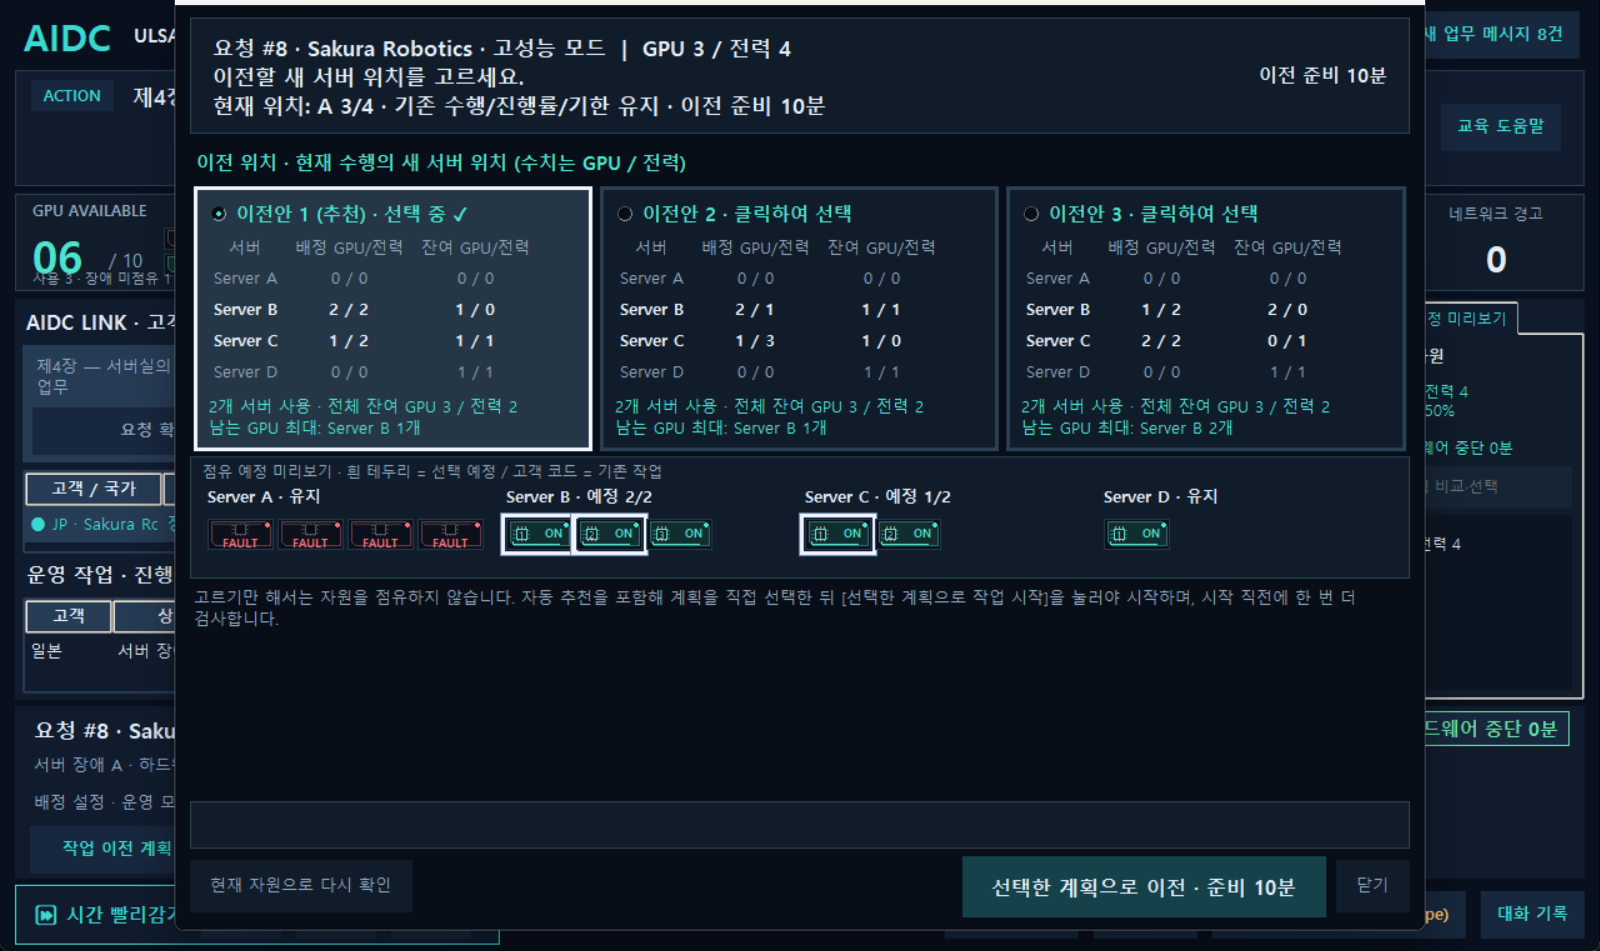 AIDC
새 업무 메시지 8건
ACTION
교육 도움말
요청 #8 · Sakura Robotics · 고성능 모드 | GPU 3 / 전력 4
이전할 새 서버 위치를 고르세요.
현재 위치: A 3/4 · 기존 수행/진행률/기한 유지 · 이전 준비 10분
이전 준비 10분
이전 위치 · 현재 수행의 새 서버 위치 (수치는 GPU / 전력)
이전안 1 (추천) · 선택 중 ✓
서버 배정 GPU/전력 잔여 GPU/전력
Server A 0 / 0 0 / 0
Server B 2 / 2 1 / 0
Server C 1 / 2 1 / 1
Server D 0 / 0 1 / 1
2개 서버 사용 · 전체 잔여 GPU 3 / 전력 2
남는 GPU 최대: Server B 1개
이전안 2 · 클릭하여 선택
서버 배정 GPU/전력 잔여 GPU/전력
Server A 0 / 0 0 / 0
Server B 2 / 1 1 / 1
Server C 1 / 3 1 / 0
Server D 0 / 0 1 / 1
2개 서버 사용 · 전체 잔여 GPU 3 / 전력 2
남는 GPU 최대: Server B 1개
이전안 3 · 클릭하여 선택
서버 배정 GPU/전력 잔여 GPU/전력
Server A 0 / 0 0 / 0
Server B 1 / 2 2 / 0
Server C 2 / 2 0 / 1
Server D 0 / 0 1 / 1
2개 서버 사용 · 전체 잔여 GPU 3 / 전력 2
남는 GPU 최대: Server B 2개
점유 예정 미리보기 · 흰 테두리 = 선택 예정 / 고객 코드 = 기존 작업
Server A · 유지
FAULT FAULT FAULT FAULT
Server B · 예정 2/2
1 ON 2 ON 3 ON
Server C · 예정 1/2
1 ON 2 ON
Server D · 유지
1 ON
고르기만 해서는 자원을 점유하지 않습니다. 자동 추천을 포함해 계획을 직접 선택한 뒤 [선택한 계획으로 작업 시작]을 눌러야 시작하며, 시작 직전에 한 번 더
검사합니다.
현재 자원으로 다시 확인
선택한 계획으로 이전 · 준비 10분
닫기
GPU AVAILABLE
06 / 10
사용 3 · 장애 미점유 1
네트워크 경고
0
AIDC LINK · 고객
제4장 — 서버실의
업무
요청 확
고객 / 국가
JP · Sakura Rc
운영 작업 · 진행
고객 상
일본 서버 장
정 미리보기
전력 4
50%
웨어 중단 0분
비교·선택
전력 4
요청 #8 · Saku
서버 장애 A · 하드
배정 설정 · 운영 모
작업 이전 계획
드웨어 중단 0분
시간 빨리감기
pe)
대화 기록